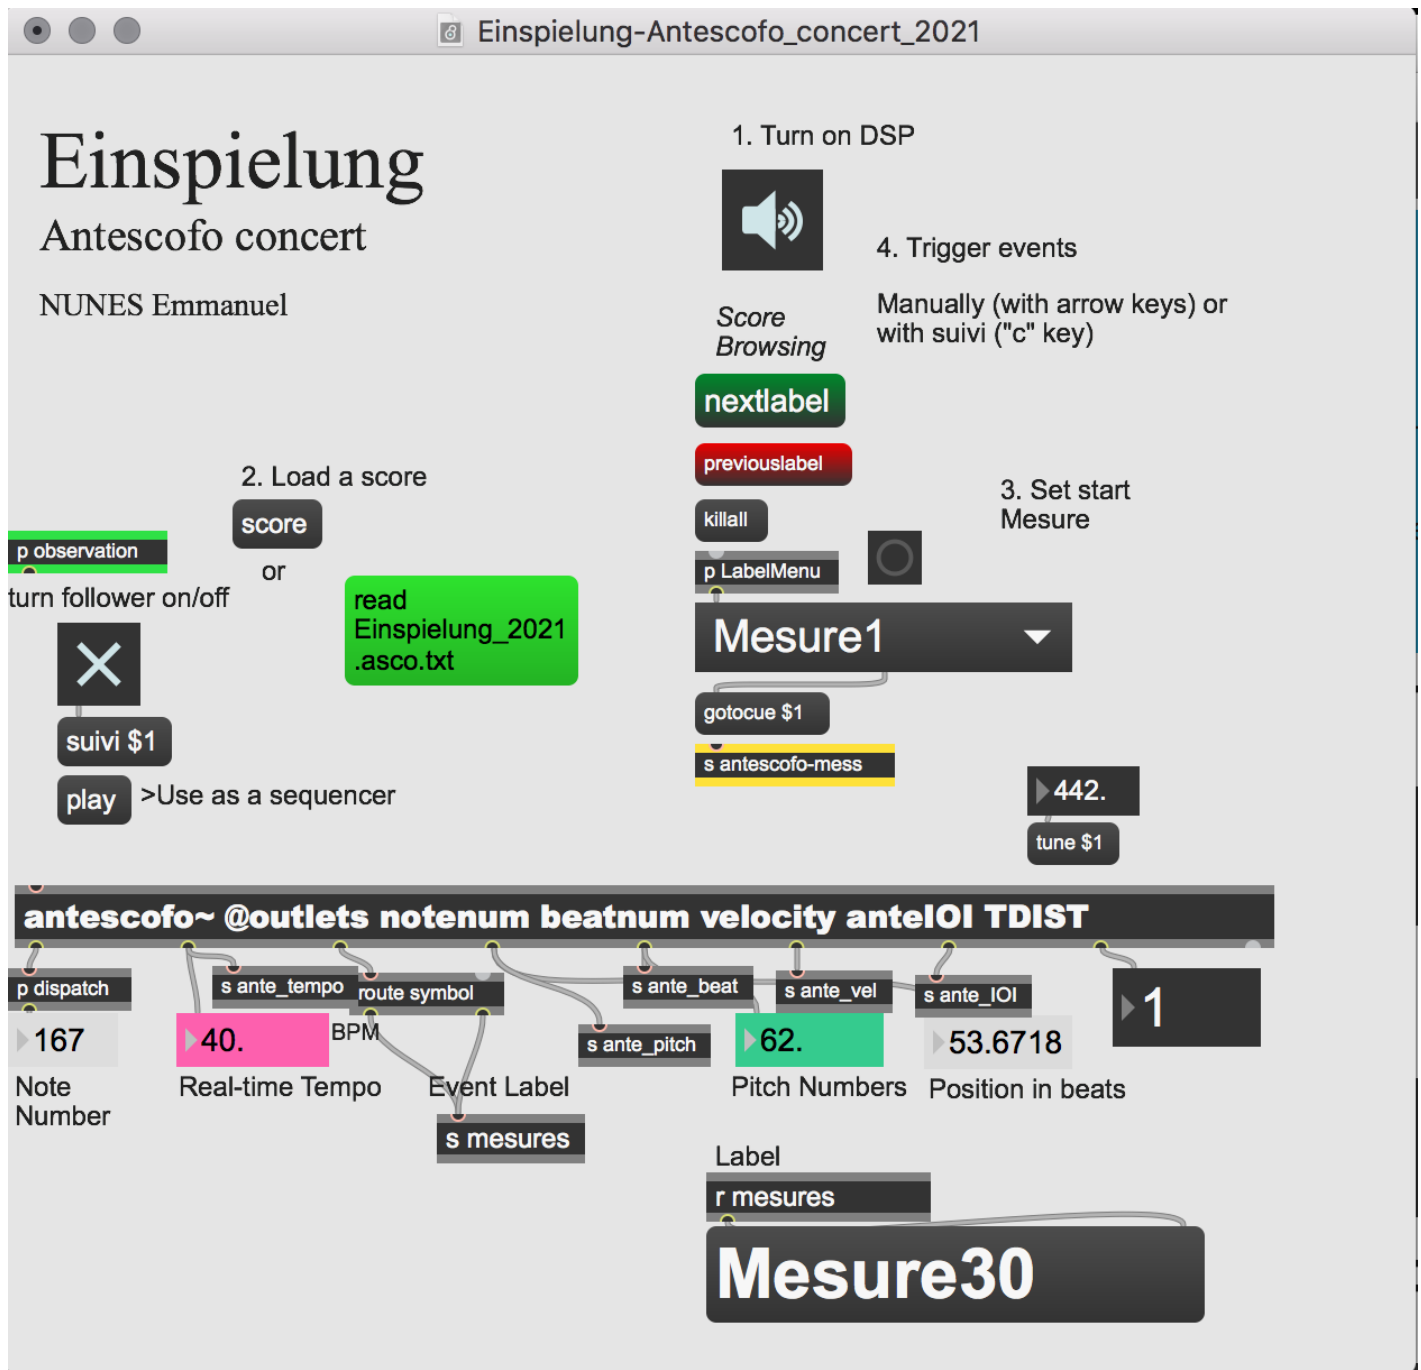 Einspielung-Antescofo_concert_2021
Einspielung
Antescofo concert
NUNES Emmanuel
1. Turn on DSP
4. Trigger events
Manually (with arrow keys) or
with suivi ("c" key)
Score
Browsing
nextlabel
previouslabel
killall
p LabelMenu
3. Set start
Mesure
Mesure1
gotocue $1
s antescofo-mess
2. Load a score
score
or
read
Einspielung_2021
.asco.txt
p observation
turn follower on/off
suivi $1
play
>Use as a sequencer
442.
tune $1
antescofo~ @outlets notenum beatnum velocity anteIOI TDIST
p dispatch
s ante_tempo
route symbol
s ante_beat
s ante_vel
s ante_IOI
1
167
40.
BPM
s ante_pitch
62.
53.6718
Note
Number
Real-time Tempo
Event Label
Pitch Numbers
Position in beats
s mesures
Label
r mesures
Mesure30